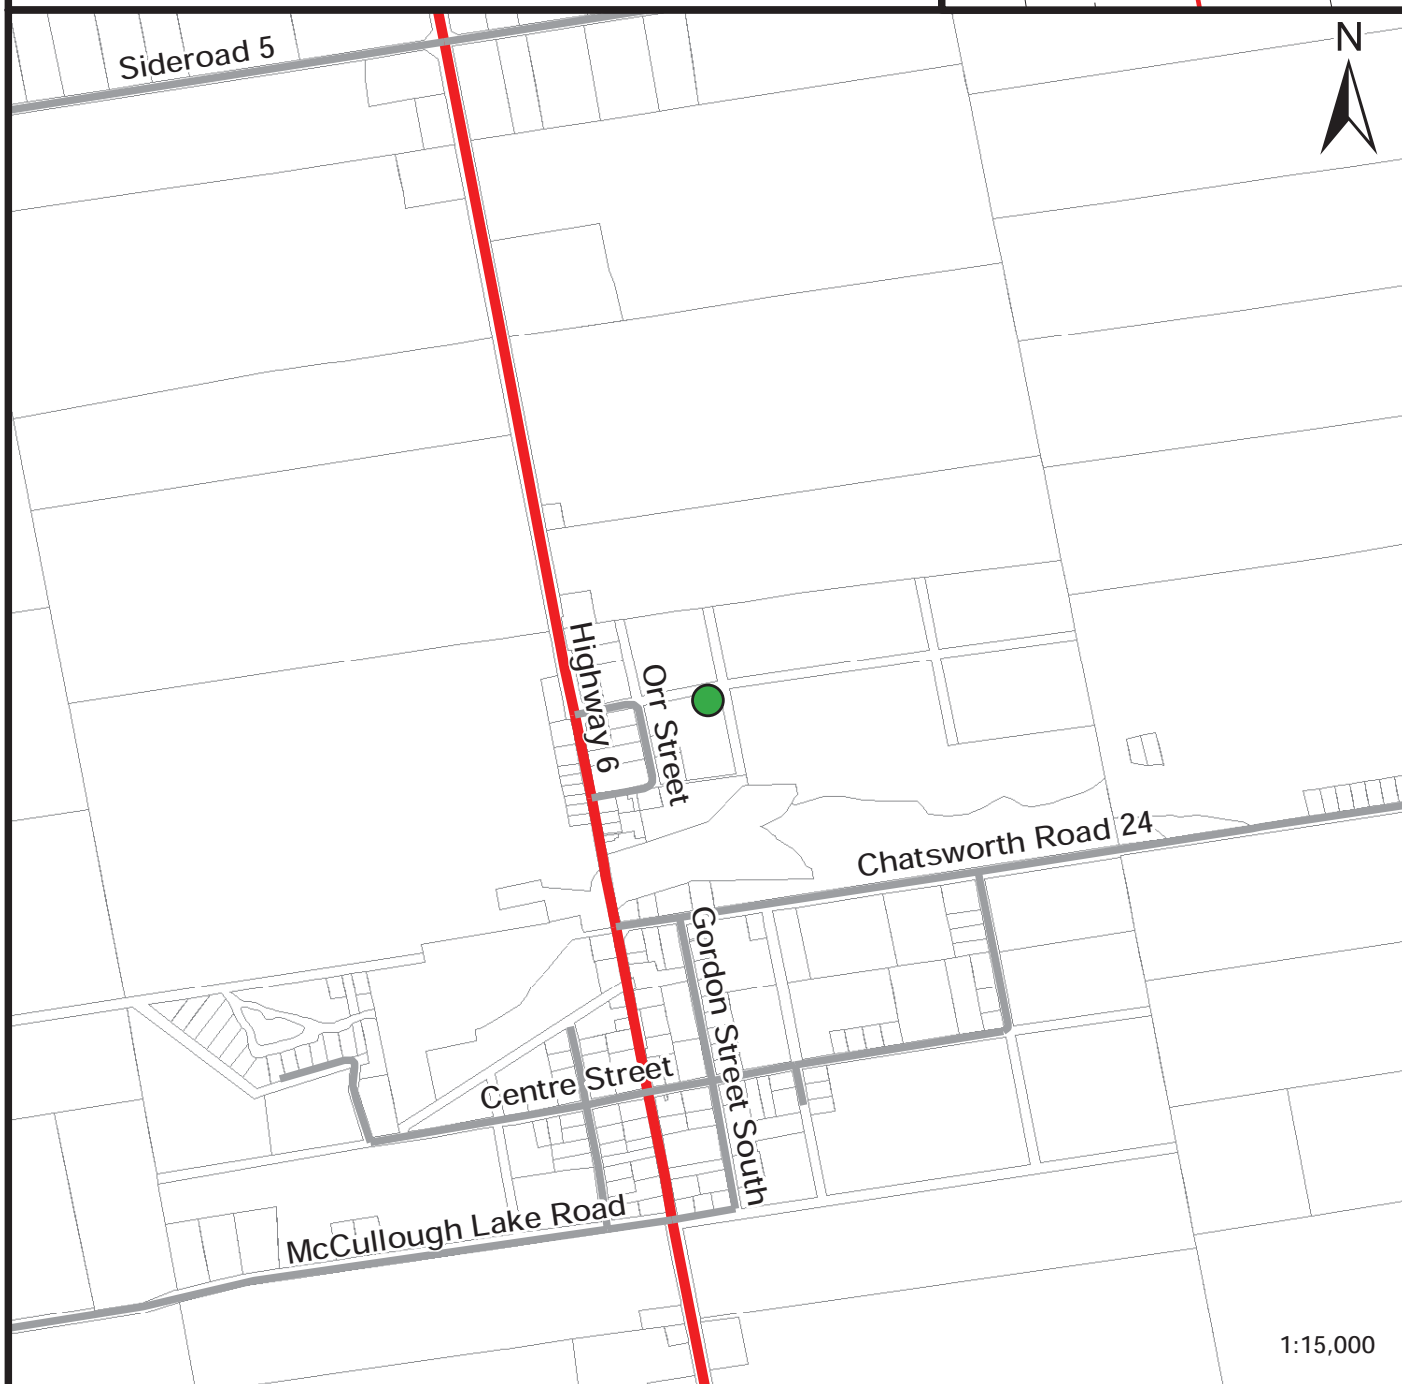 N
Sideroad 5
Highway 6
Orr Street
Chatsworth Road 24
Gordon Street South
Centre Street
McCullough Lake Road
1:15,000